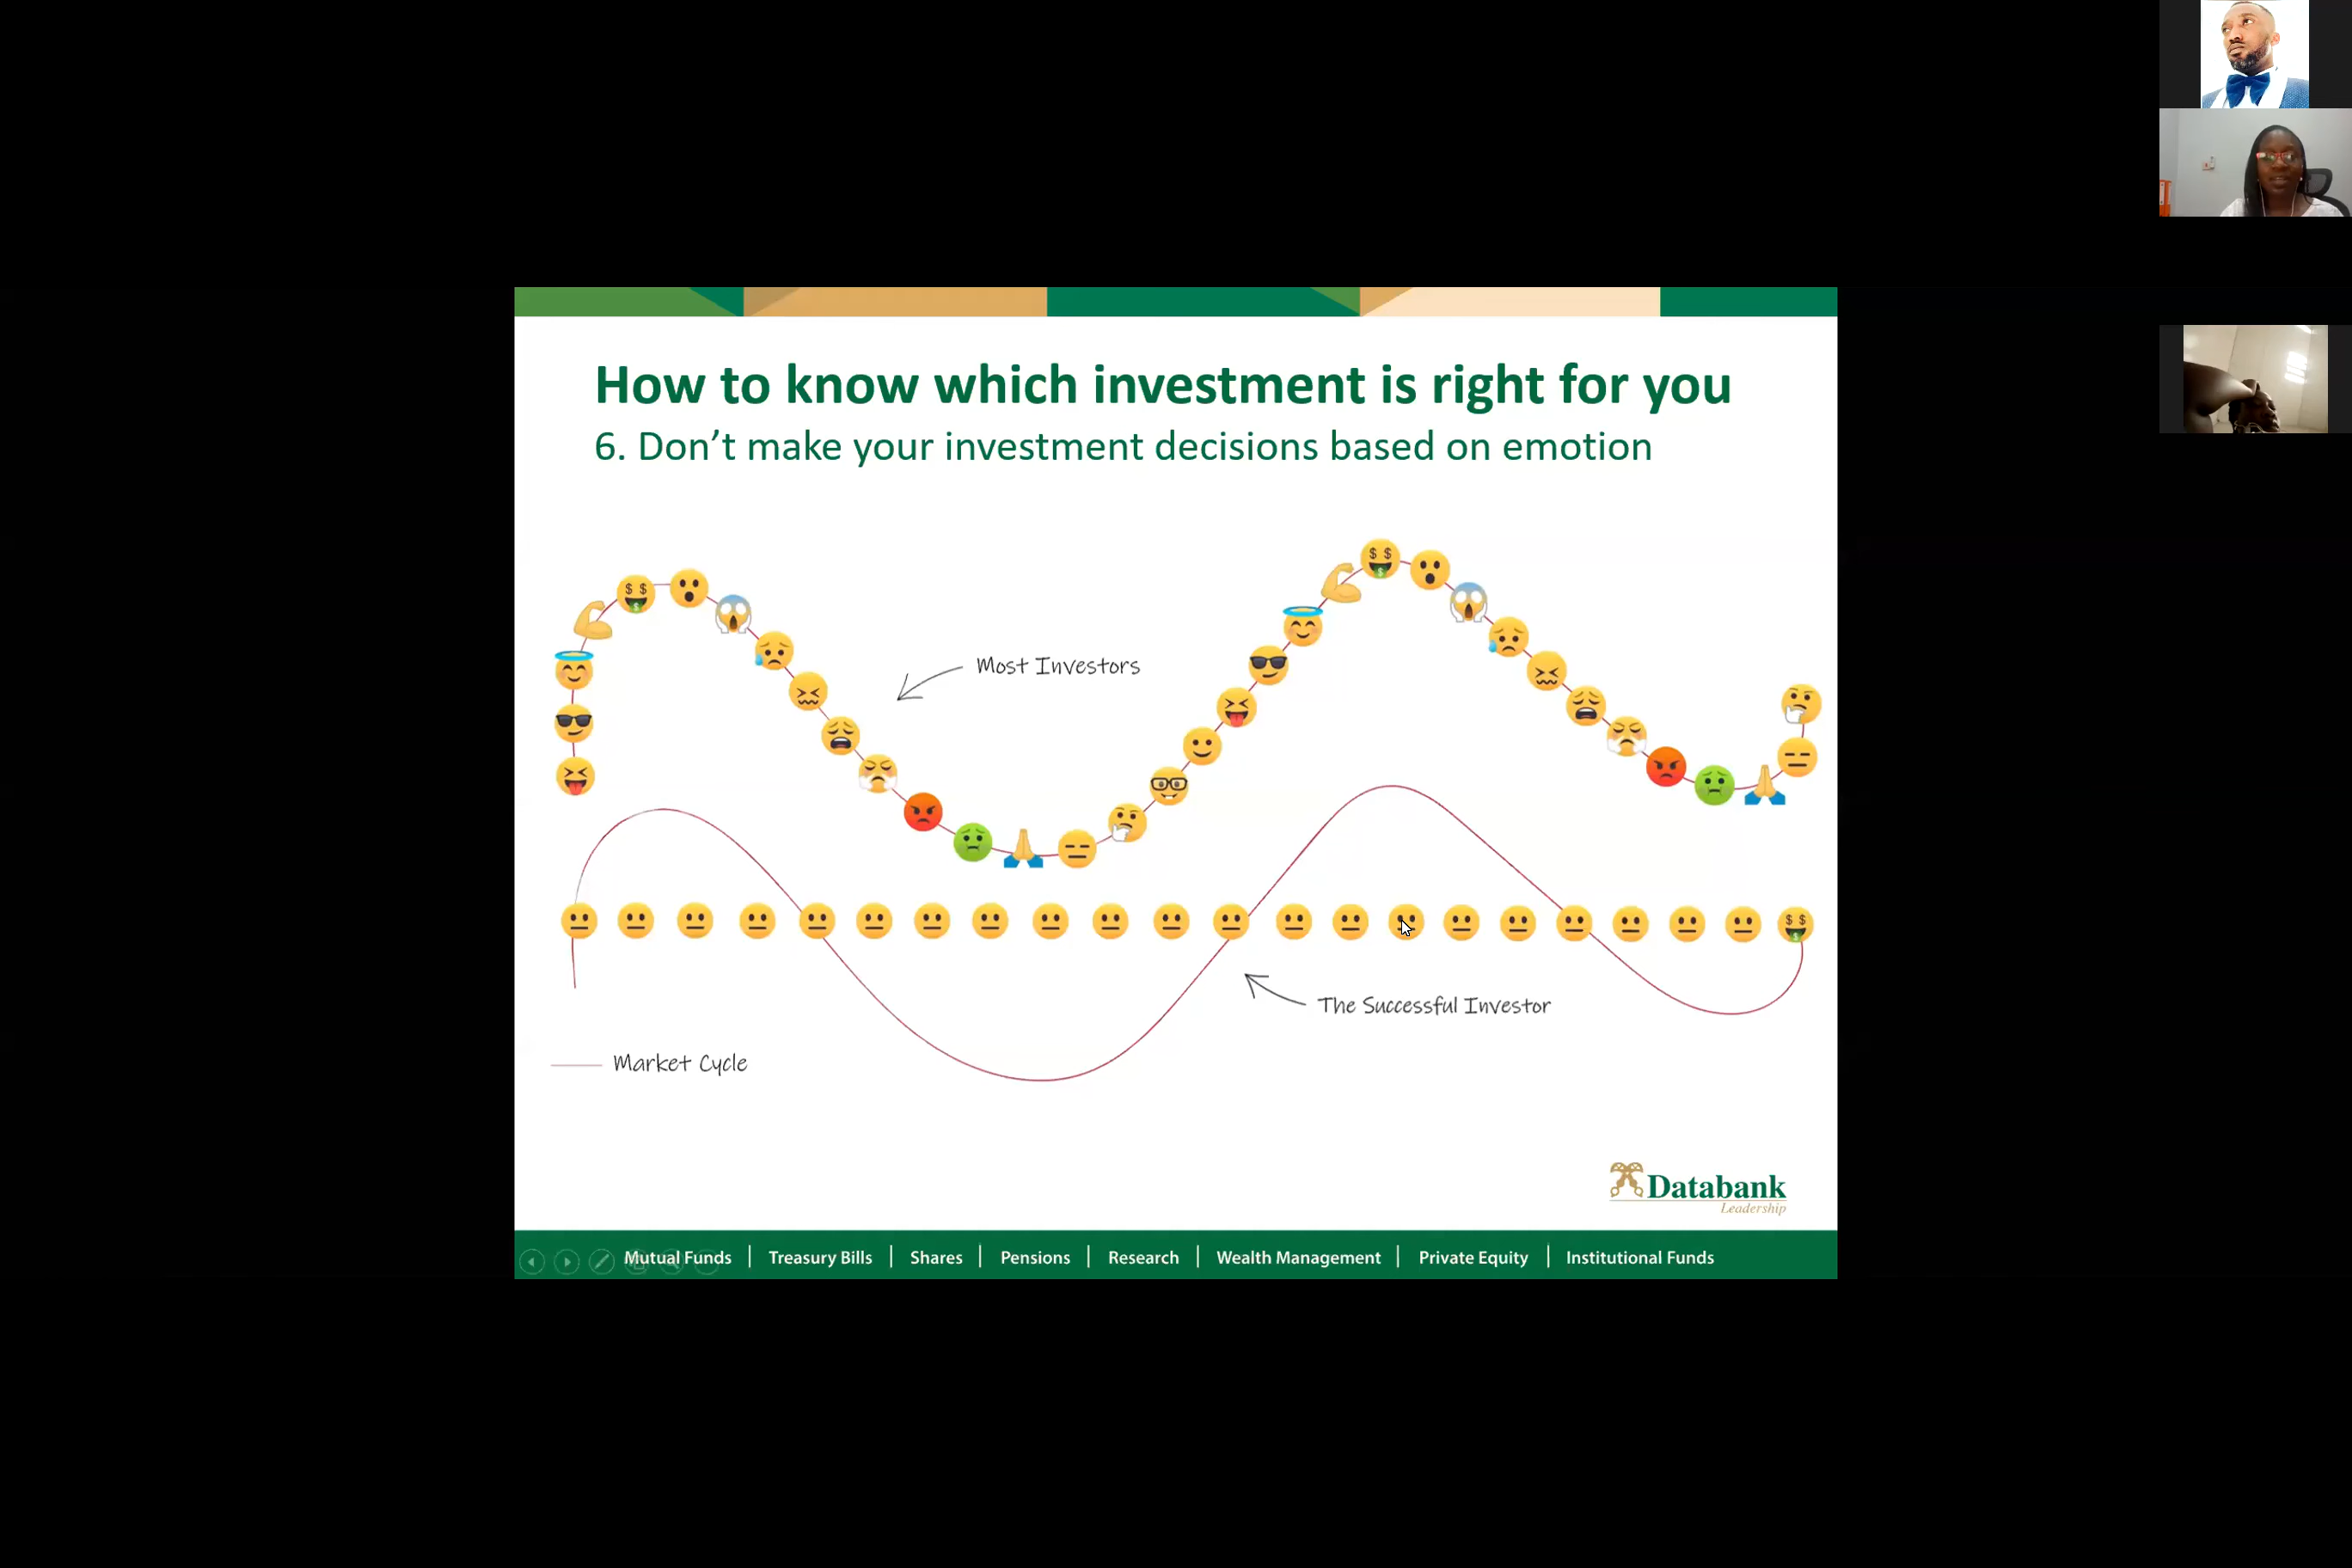 How to know which investment is right for you
6. Don’t make your investment decisions based on emotion
Most Investors
The Successful Investor
Market Cycle
Databank
Leadership
Mutual Funds | Treasury Bills | Shares | Pensions | Research | Wealth Management | Private Equity | Institutional Funds